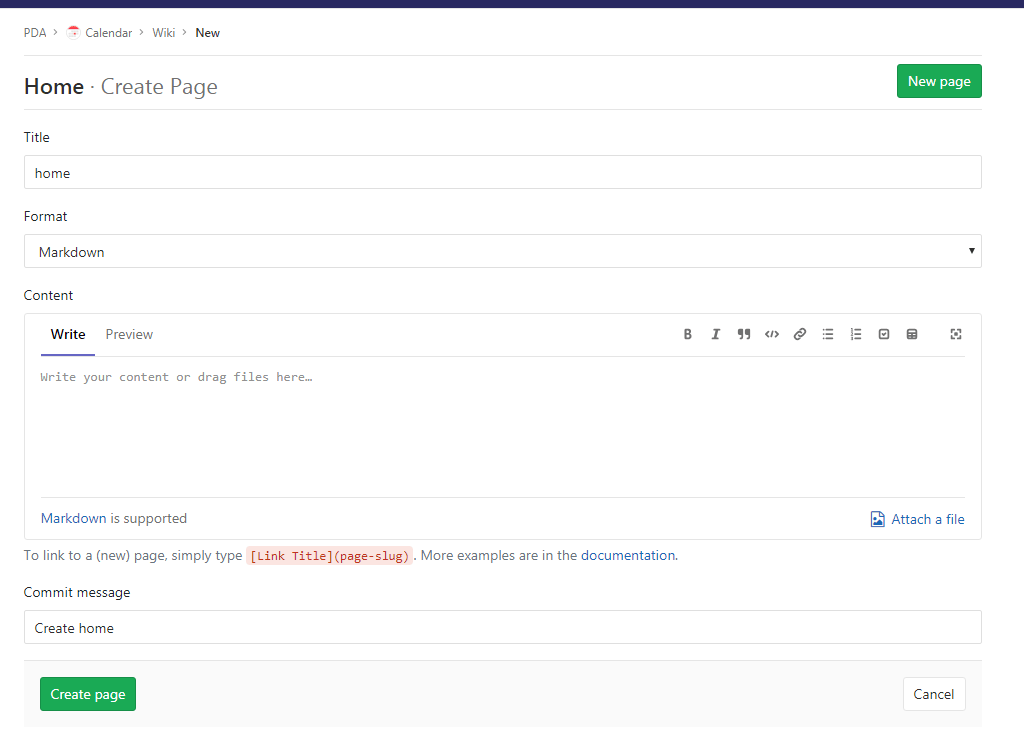 PDA › Calendar › Wiki › New
Home · Create Page
New page
Title
home
Format
Markdown
Content
Write Preview
Write your content or drag files here…
Markdown is supported
Attach a file
To link to a (new) page, simply type [Link Title](page-slug). More examples are in the documentation.
Commit message
Create home
Create page
Cancel